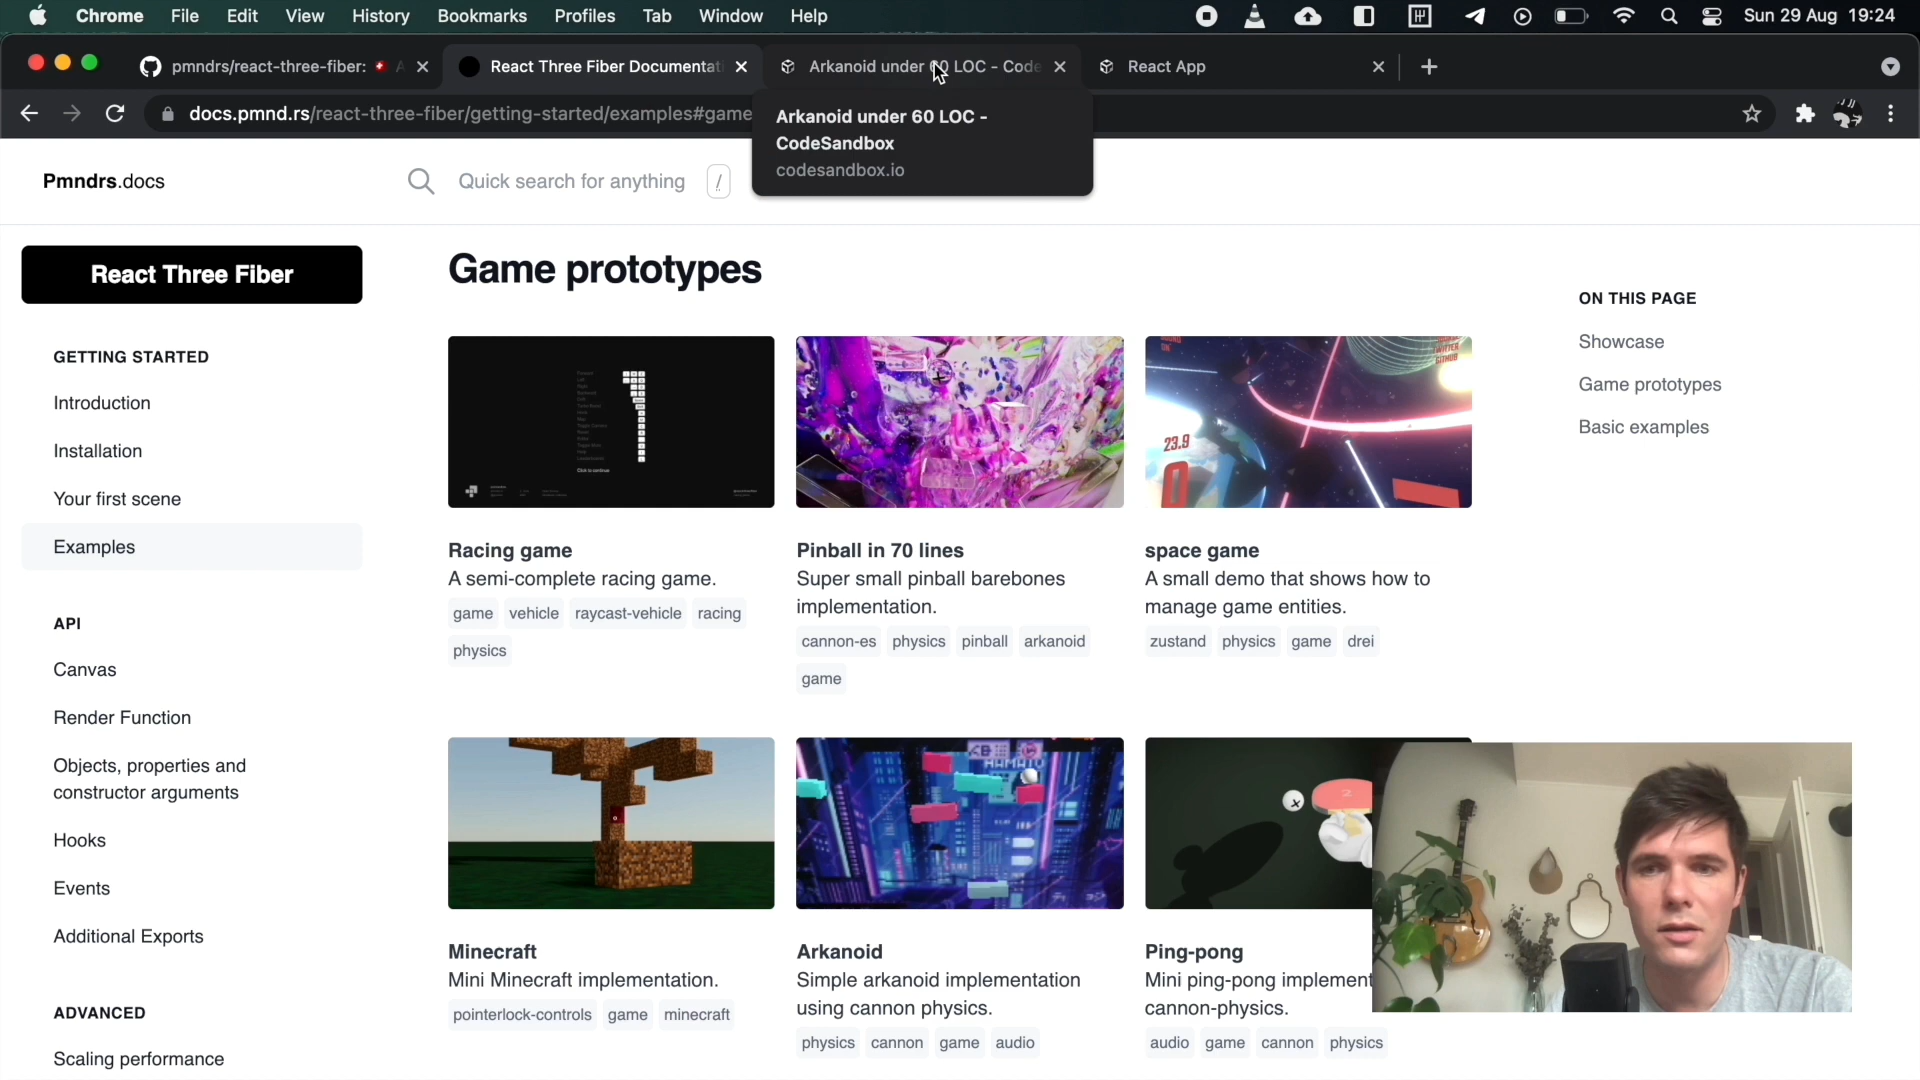 Chrome File Edit View History Bookmarks Profiles Tab Window Help Sun 29 Aug 19:24
pmndrs/react-three-fiber: React Three Fiber Documentat Arkanoid under 60 LOC - Code React App
docs.pmnd.rs/react-three-fiber/getting-started/examples#game
Arkanoid under 60 LOC -
CodeSandbox
codesandbox.io
Pmndrs.docs Quick search for anything /
React Three Fiber
GETTING STARTED
Introduction
Installation
Your first scene
Examples
API
Canvas
Render Function
Objects, properties and
constructor arguments
Hooks
Events
Additional Exports
ADVANCED
Scaling performance
Game prototypes
23.9
0
Racing game
A semi-complete racing game.
game vehicle raycast-vehicle racing
physics
Pinball in 70 lines
Super small pinball barebones
implementation.
cannon-es physics pinball arkanoid
game
space game
A small demo that shows how to
manage game entities.
zustand physics game drei
Minecraft
Mini Minecraft implementation.
pointerlock-controls game minecraft
Arkanoid
Simple arkanoid implementation
using cannon physics.
physics cannon game audio
2
Ping-pong
Mini ping-pong implement
cannon-physics.
audio game cannon physics
ON THIS PAGE
Showcase
Game prototypes
Basic examples